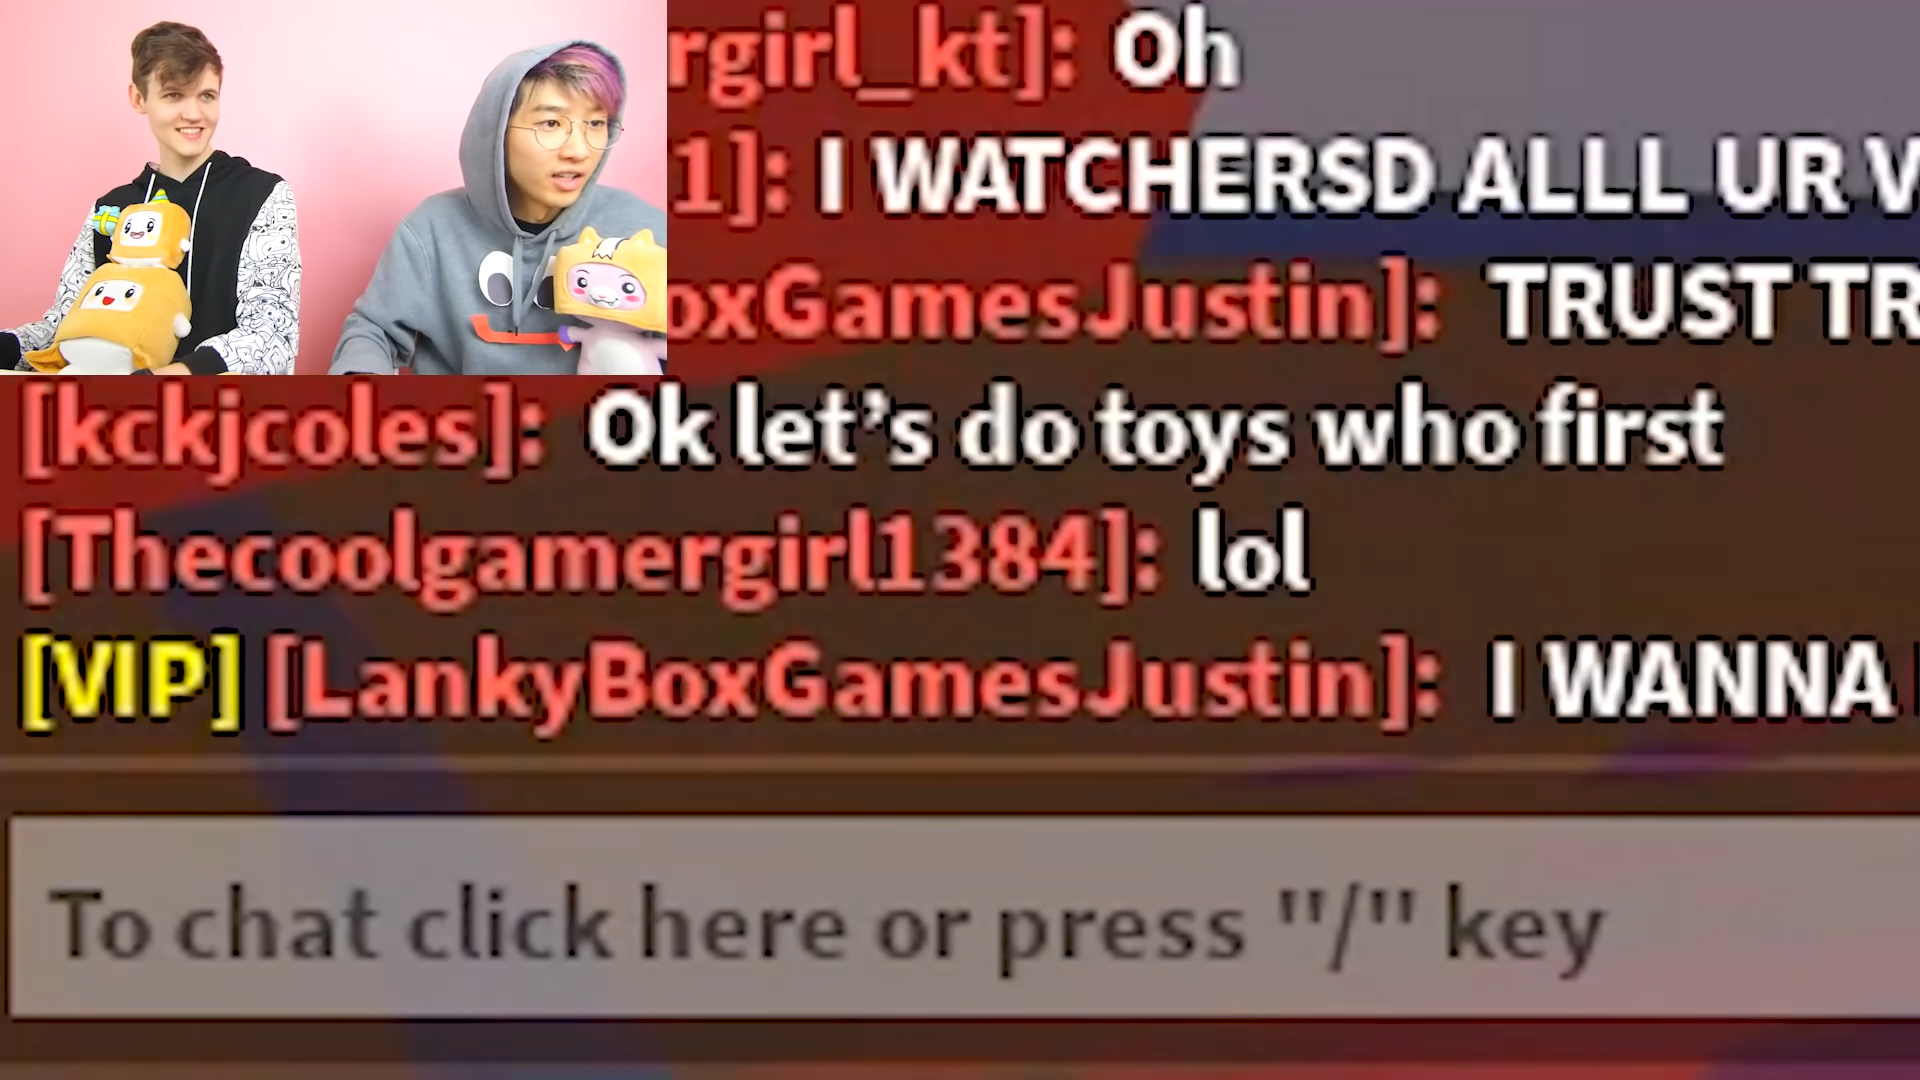 rgirl_kt]: Oh
1]: I WATCHERSD ALLL UR V
oxGamesJustin]: TRUST TR
[kckjcoles]: Ok let’s do toys who first
[Thecoolgamergirl1384]: lol
[VIP] [LankyBoxGamesJustin]: I WANNA
To chat click here or press "/" key